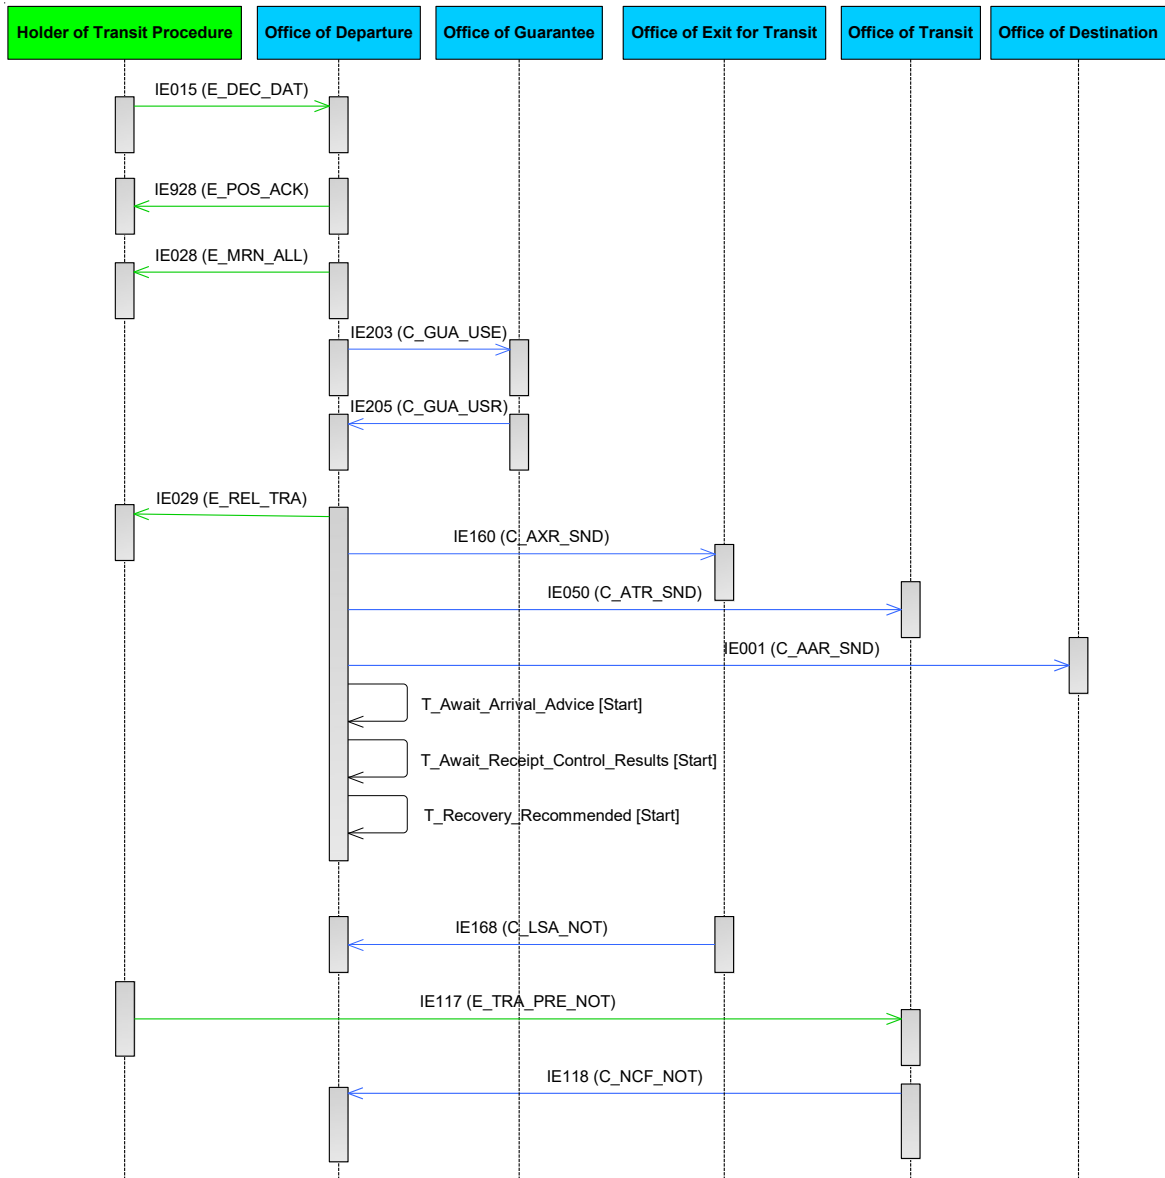 Holder of Transit Procedure
Office of Departure
Office of Guarantee
Office of Exit for Transit
Office of Transit
Office of Destination
IE015 (E_DEC_DAT)
IE928 (E_POS_ACK)
IE028 (E_MRN_ALL)
IE203 (C_GUA_USE)
IE205 (C_GUA_USR)
IE029 (E_REL_TRA)
IE160 (C_AXR_SND)
IE050 (C_ATR_SND)
IE001 (C_AAR_SND)
T_Await_Arrival_Advice [Start]
T_Await_Receipt_Control_Results [Start]
T_Recovery_Recommended [Start]
IE168 (C_LSA_NOT)
IE117 (E_TRA_PRE_NOT)
IE118 (C_NCF_NOT)